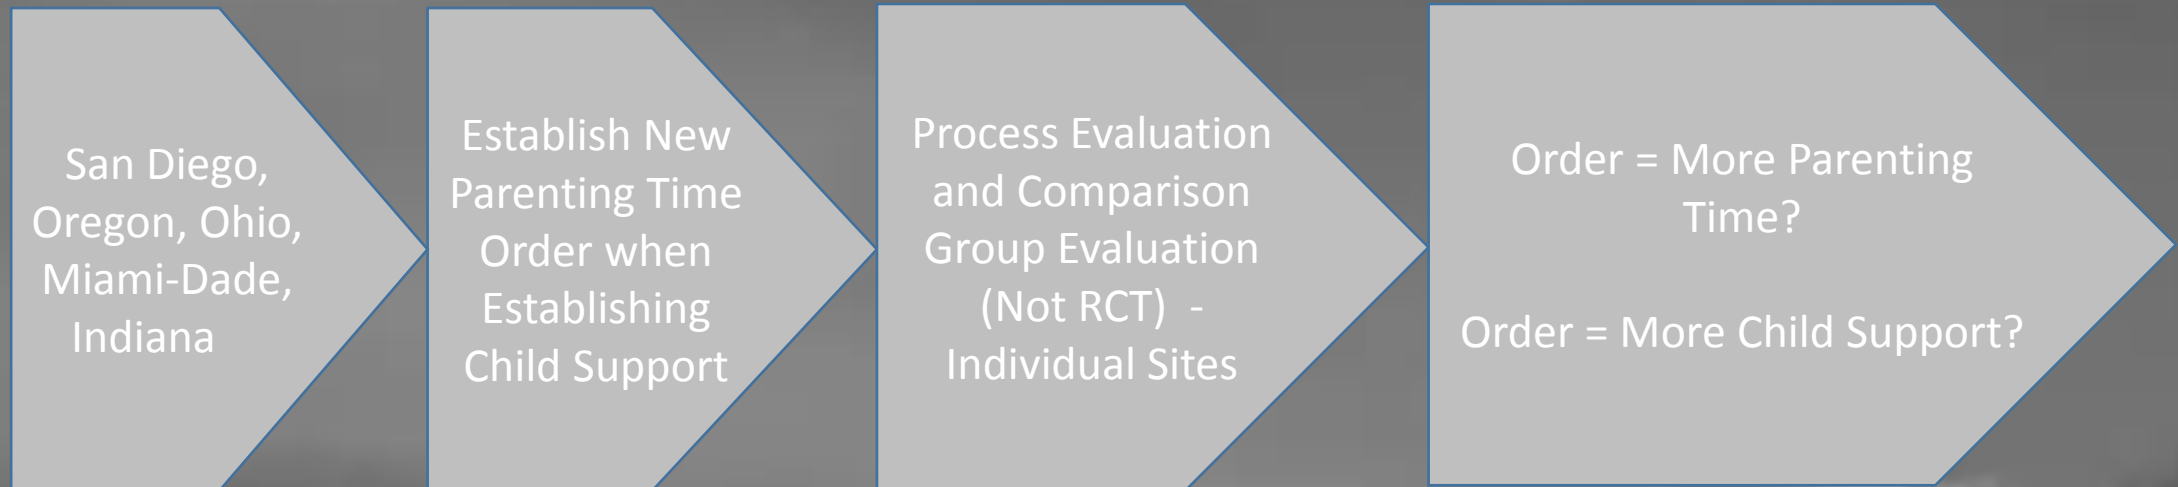 San Diego,
Oregon, Ohio,
Miami-Dade,
Indiana
Establish New
Parenting Time
Order when
Establishing
Child Support
Process Evaluation
and Comparison
Group Evaluation
(Not RCT) -
Individual Sites
Order = More Parenting
Time?
Order = More Child Support?